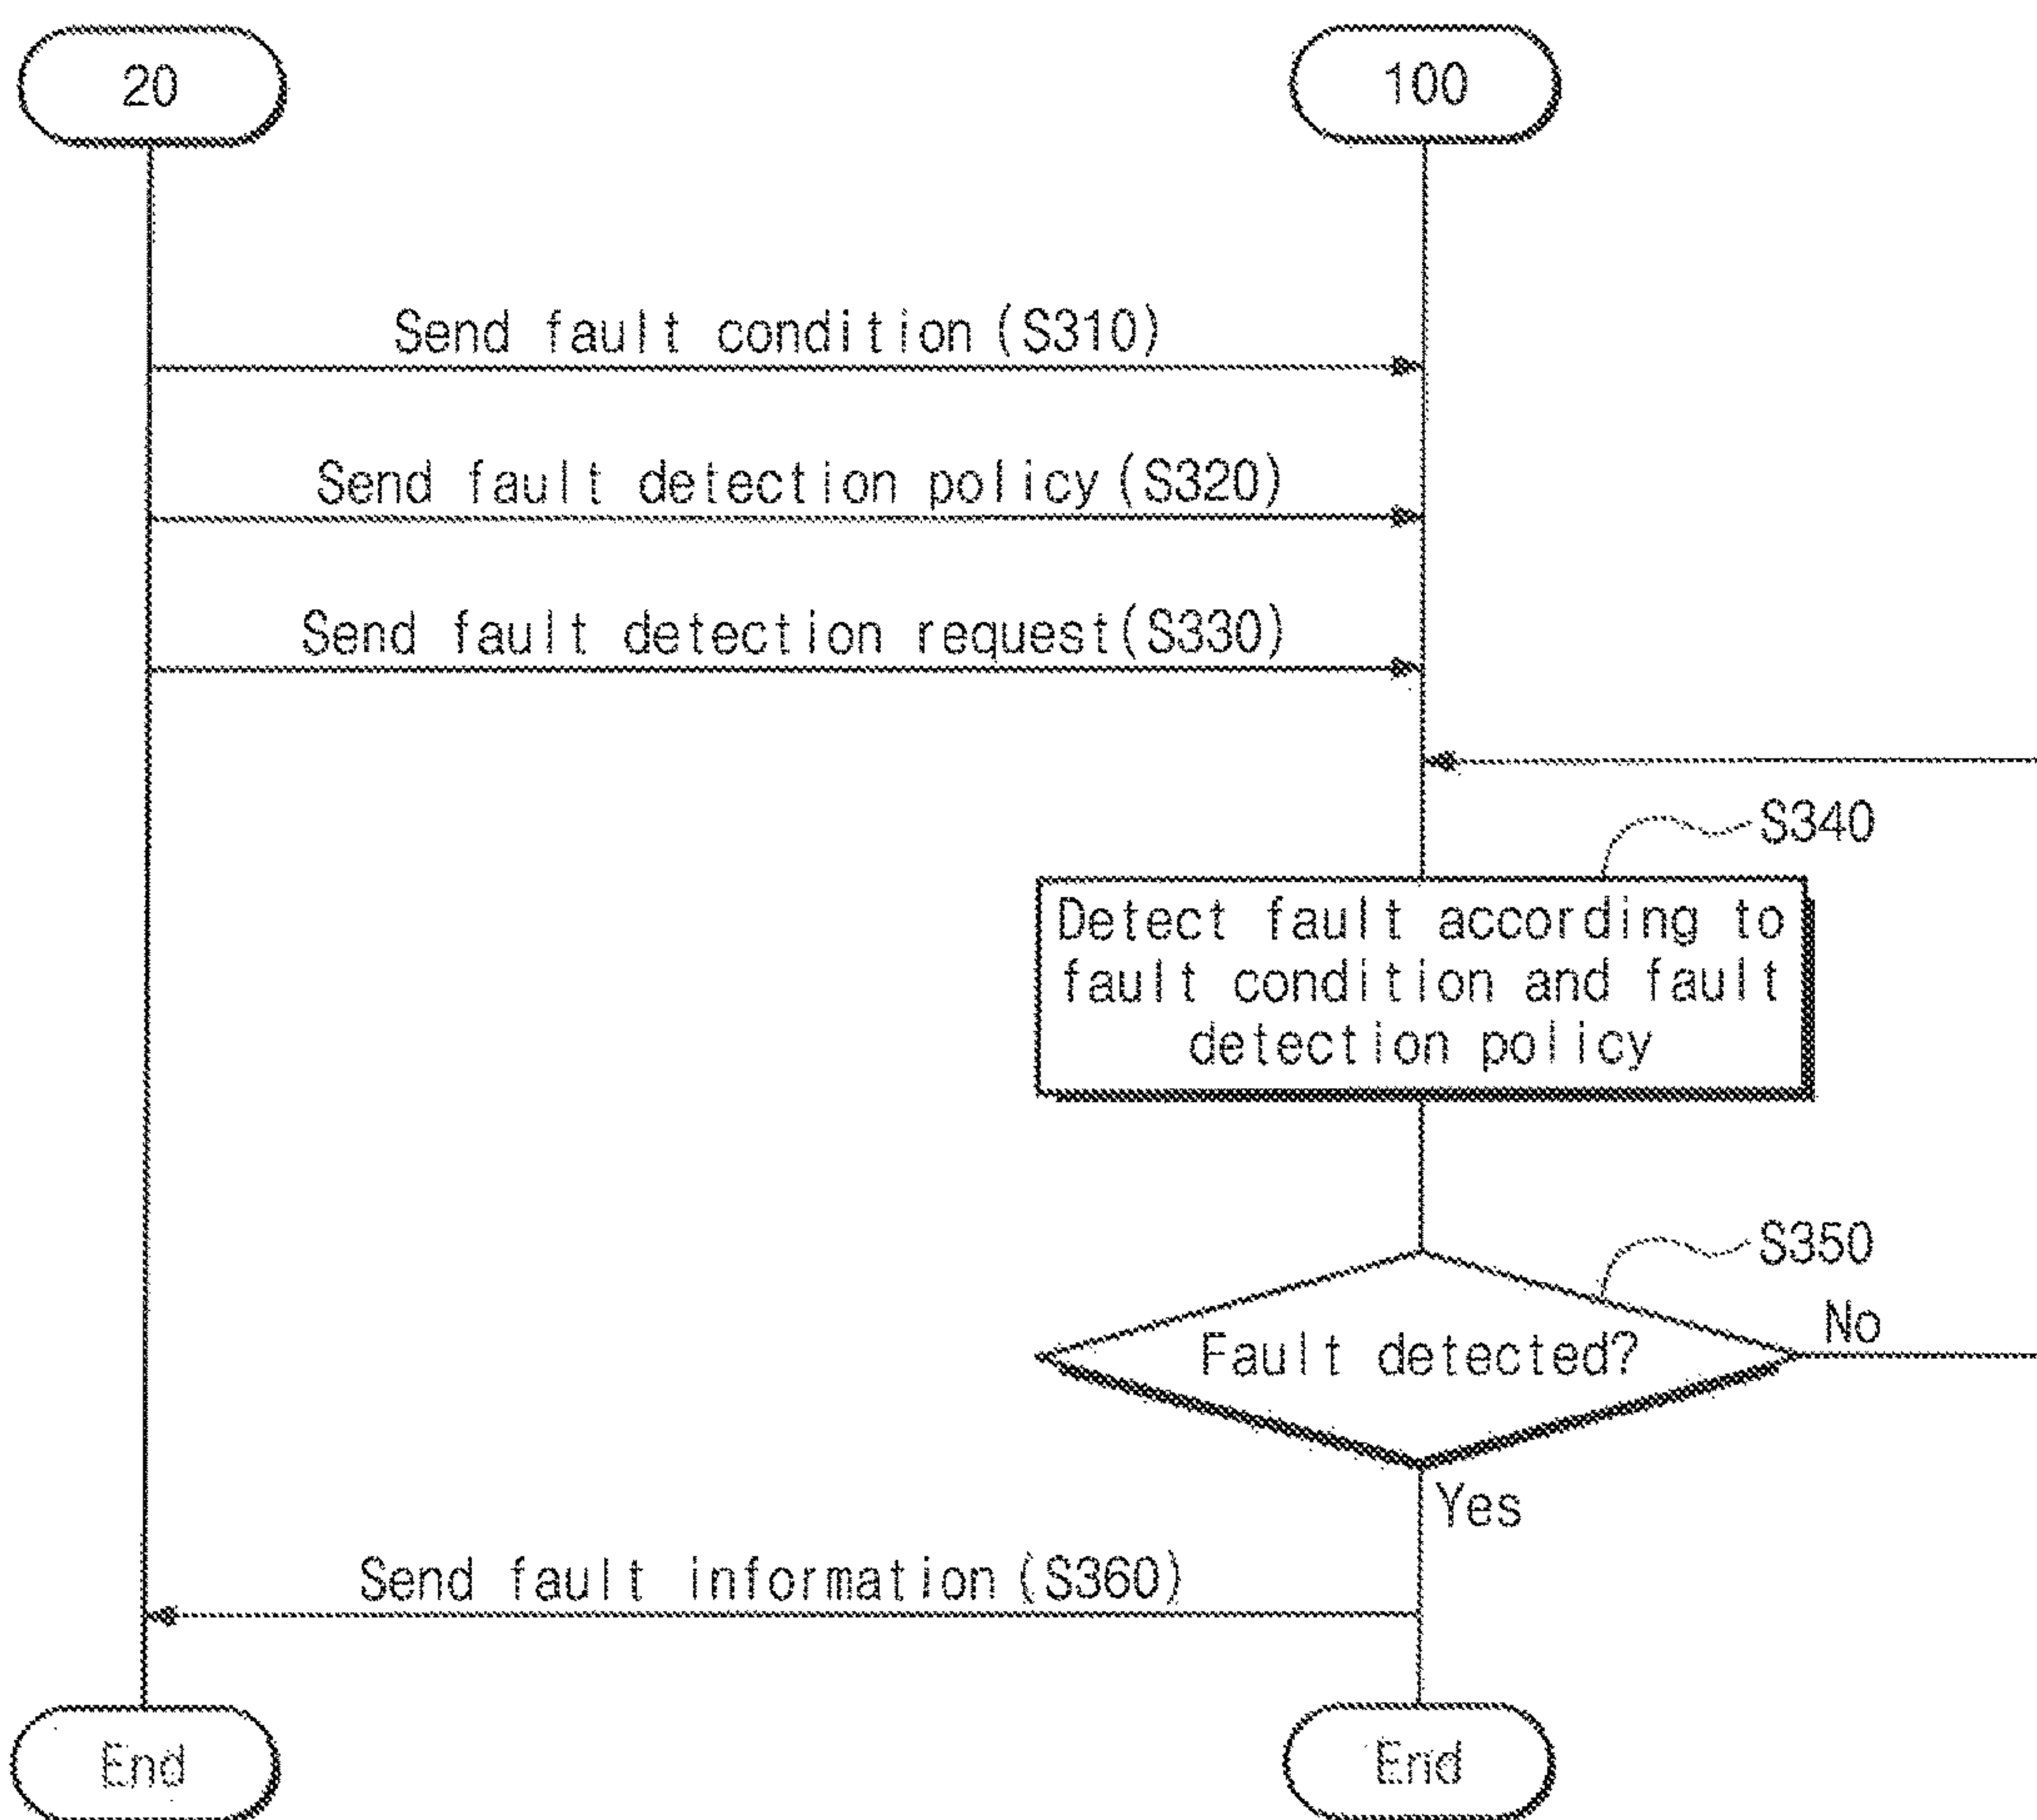 20
100
Send fault condition (S310)
Send fault detection policy (S320)
Send fault detection request(S330)
S340
Detect fault according to
fault condition and fault
detection policy
S350
Fault detected?
No
Yes
Send fault information (S360)
End
End